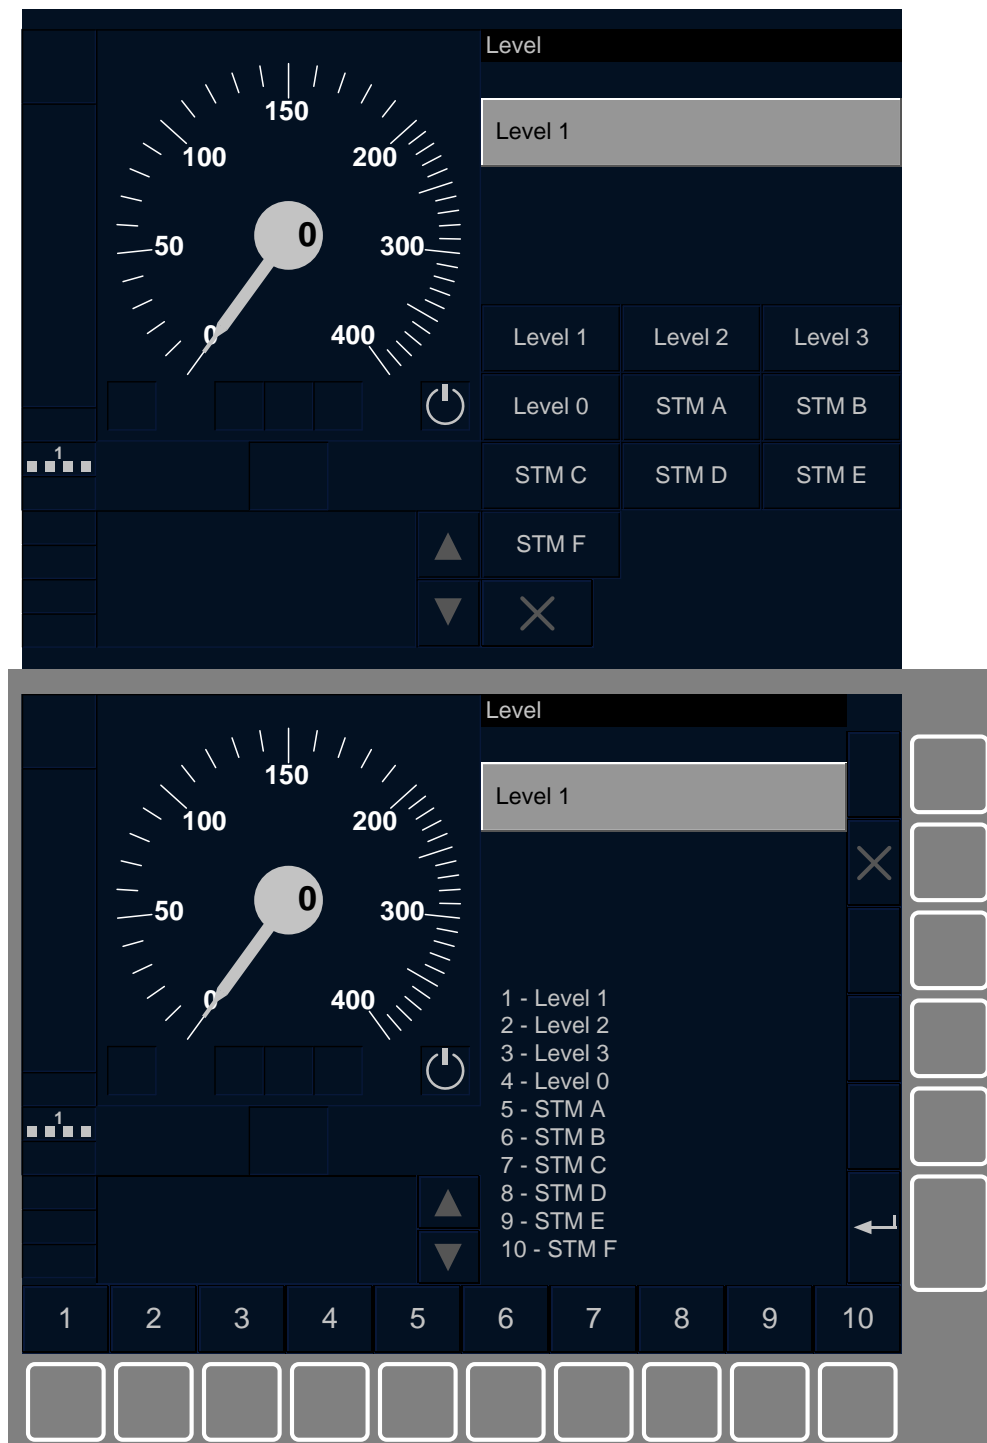 Level
150
Level 1
100
200
0
50
300
0
400
Level 1 Level 2 Level 3
Level 0 STM A STM B
1
STM C STM D STM E
STM F
Level
150
Level 1
100
200
0
50
300
0
400
1 - Level 1
2 - Level 2
3 - Level 3
4 - Level 0
5 - STM A
1
6 - STM B
7 - STM C
8 - STM D
9 - STM E
10 - STM F
1 2 3 4 5 6 7 8 9 10